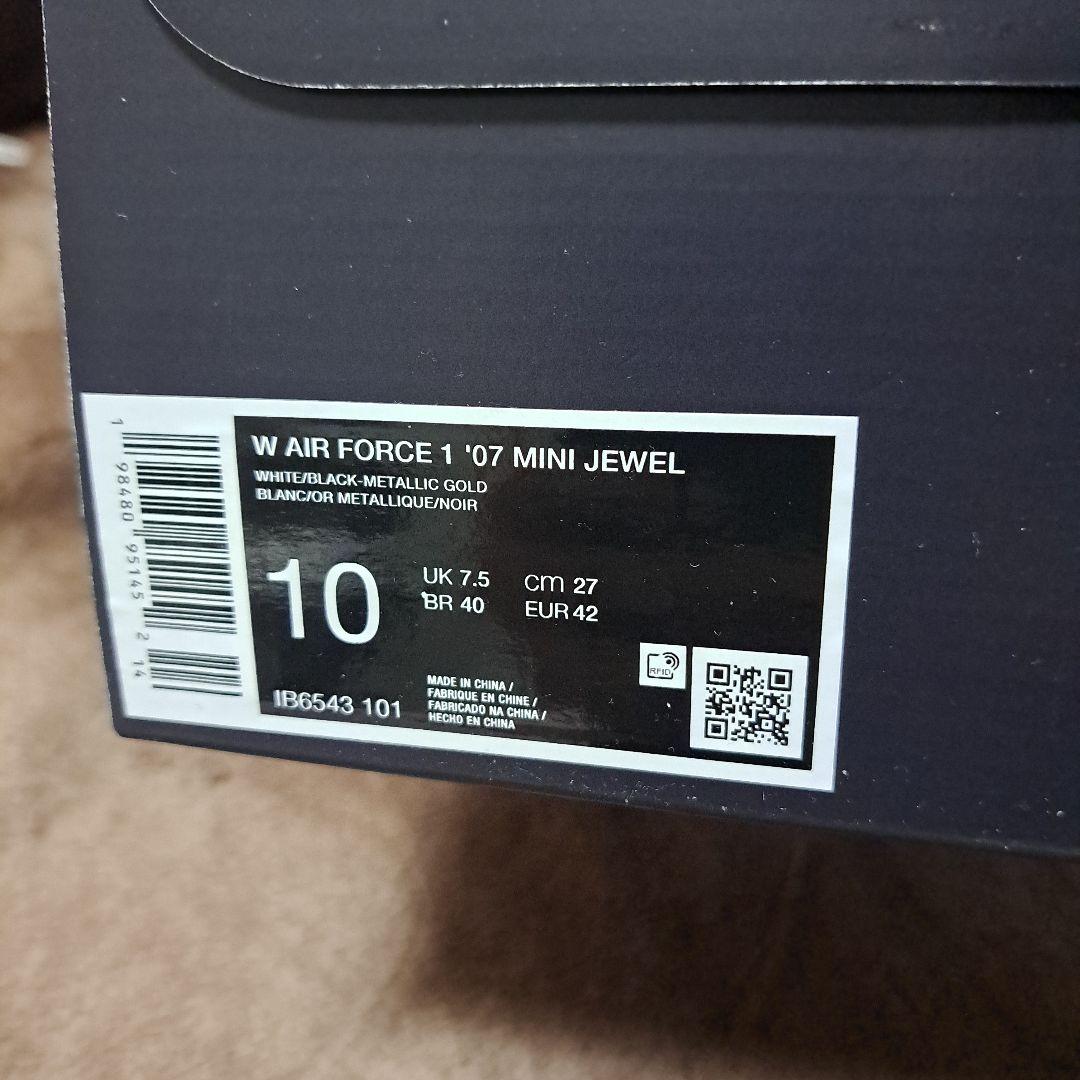 W AIR FORCE 1 '07 MINI JEWEL
WHITE/BLACK-METALLIC GOLD
BLANC/OR METALLIQUE/NOIR
10
UK 7.5 CM 27
BR 40 EUR 42
IB6543 101
MADE IN CHINA /
FABRIQUE EN CHINE /
FABRICADO NA CHINA /
HECHO EN CHINA
RFID
1 98480 95145 2 14